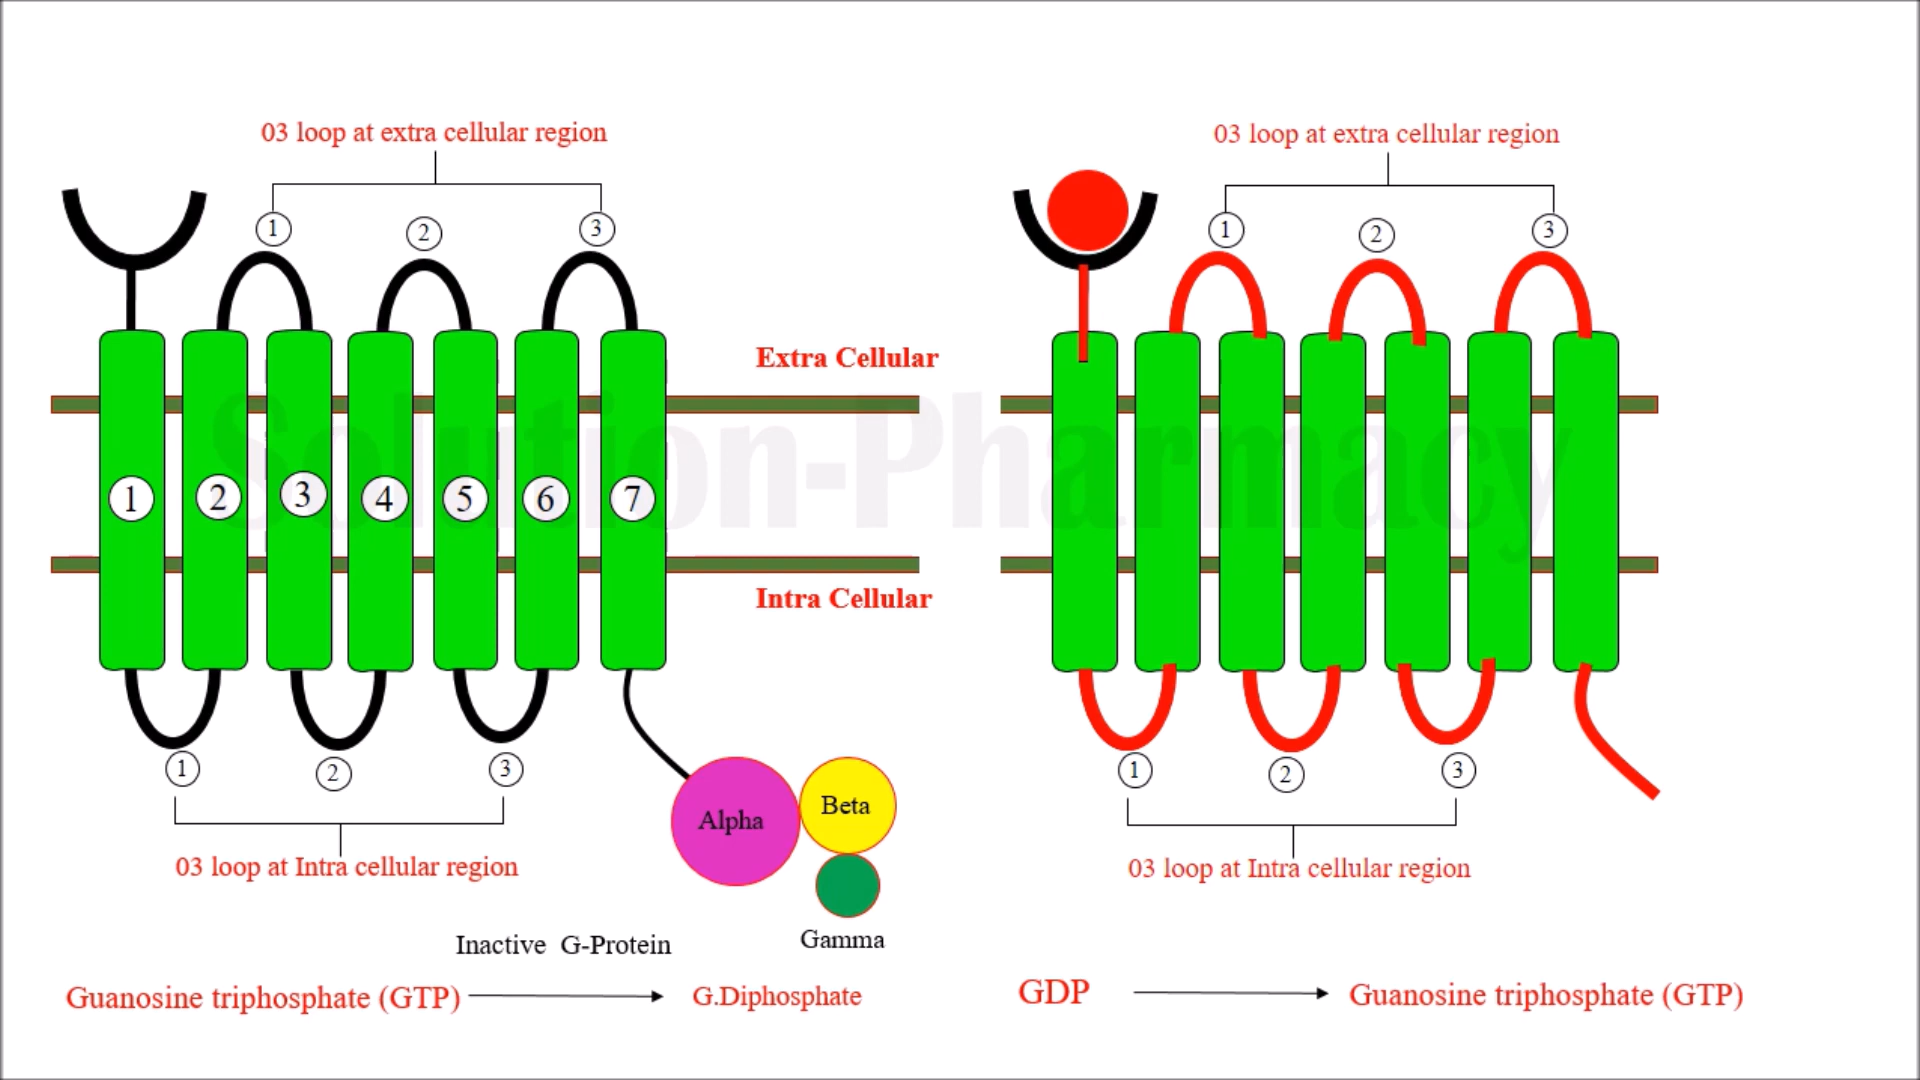 03 loop at extra cellular region
1
2
3
Extra Cellular
1
2
3
4
5
6
7
Intra Cellular
1
2
3
03 loop at Intra cellular region
Alpha
Beta
Gamma
Inactive G-Protein
Guanosine triphosphate (GTP)
G.Diphosphate
03 loop at extra cellular region
1
2
3
1
2
3
03 loop at Intra cellular region
GDP
Guanosine triphosphate (GTP)
Solution-Pharmacy